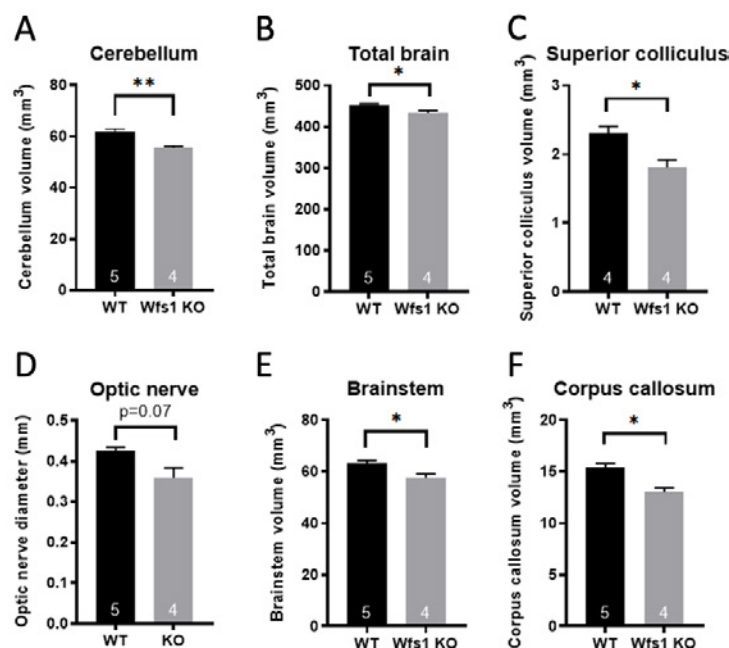 A
Cerebellum
**
Cerebellum volume (mm³)
80
60
40
20
0
5
4
WT
Wfs1 KO
B
Total brain
*
Total brain volume (mm³)
500
400
300
200
100
0
5
4
WT
Wfs1 KO
C
Superior colliculus
*
Superior colliculus volume (mm³)
3
2
1
0
4
4
WT
Wfs1 KO
D
Optic nerve
p=0.07
Optic nerve diameter (mm)
0.5
0.4
0.3
0.2
0.1
0.0
5
4
WT
KO
E
Brainstem
*
Brainstem volume (mm³)
80
60
40
20
0
5
4
WT
Wfs1 KO
F
Corpus callosum
*
Corpus callosum volume (mm³)
20
15
10
5
0
5
4
WT
Wfs1 KO